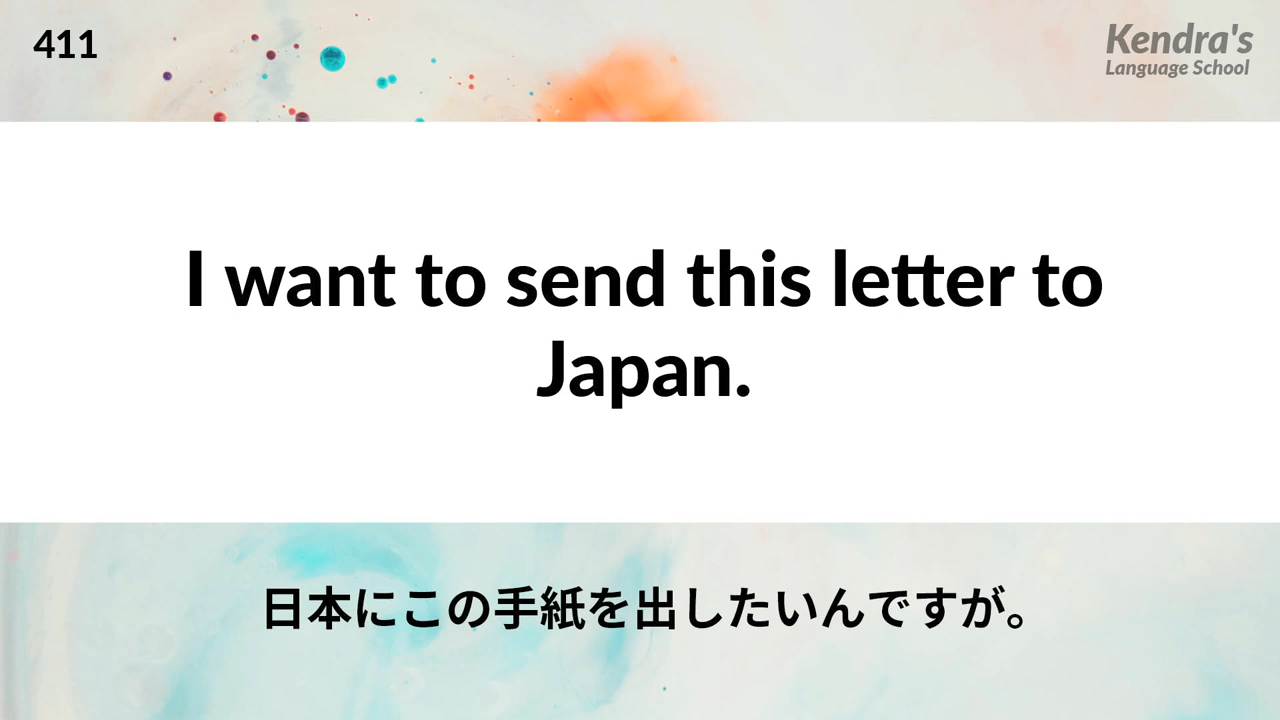 411
Kendra's
Language School
I want to send this letter to
Japan.
日本にこの手紙を出したいんですが。